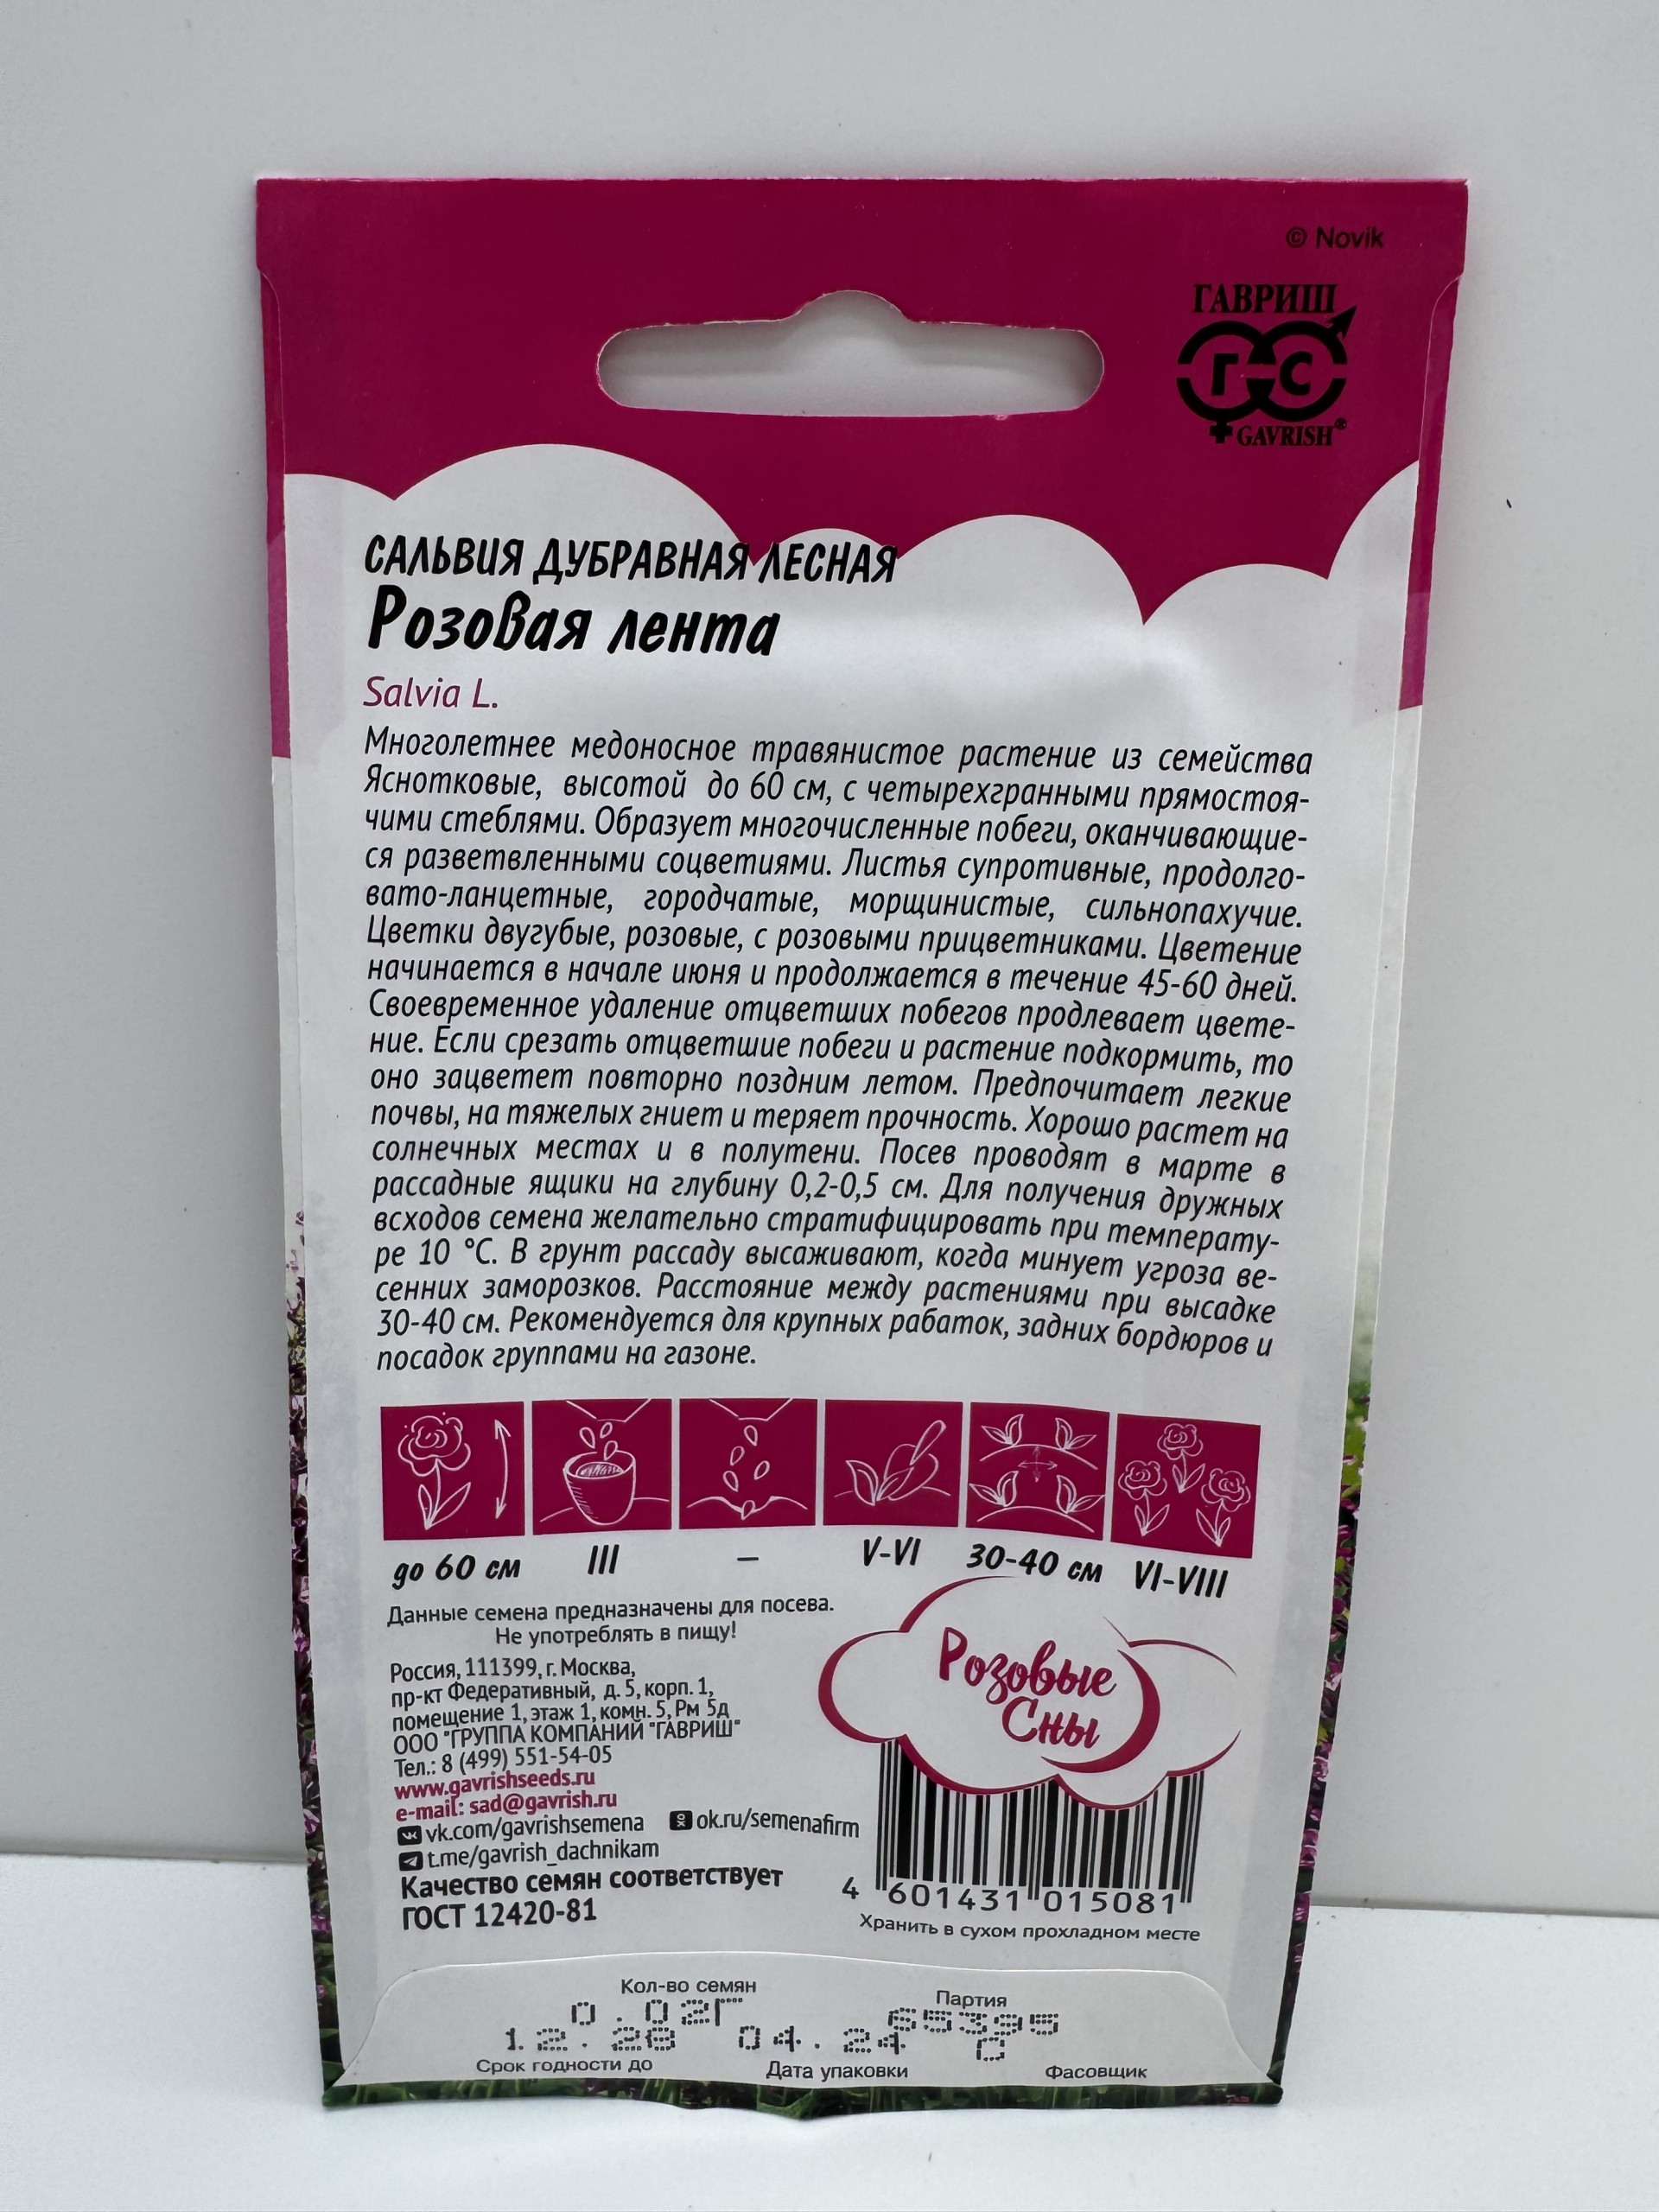 © Novik
ГАВРИШ
Г С
GAVRISH®
САЛЬВИЯ ДУБРАВНАЯ ЛЕСНАЯ
Розовая лента
Salvia L.
Многолетнее медоносное травянистое растение из семейства
Яснотковые, высотой до 60 см, с четырехгранными прямостоя-
чими стеблями. Образует многочисленные побеги, оканчивающие-
ся разветвленными соцветиями. Листья супротивные, продолго-
вато-ланцетные, городчатые, морщинистые, сильнопахучие.
Цветки двугубые, розовые, с розовыми прицветниками. Цветение
начинается в начале июня и продолжается в течение 45-60 дней.
Своевременное удаление отцветших побегов продлевает цвете-
ние. Если срезать отцветшие побеги и растение подкормить, то
оно зацветет повторно поздним летом. Предпочитает легкие
почвы, на тяжелых гниет и теряет прочность. Хорошо растет на
солнечных местах и в полутени. Посев проводят в марте в
рассадные ящики на глубину 0,2-0,5 см. Для получения дружных
всходов семена желательно стратифицировать при температу-
ре 10 °С. В грунт рассаду высаживают, когда минует угроза ве-
сенних заморозков. Расстояние между растениями при высадке
30-40 см. Рекомендуется для крупных рабаток, задних бордюров и
посадок группами на газоне.
до 60 см III – V-VI 30-40 см VI-VIII
Данные семена предназначены для посева.
Не употреблять в пищу!
Россия, 111399, г. Москва,
пр-кт Федеративный, д. 5, корп. 1,
помещение 1, этаж 1, комн. 5, Рм 5д
ООО "ГРУППА КОМПАНИЙ "ГАВРИШ"
Тел.: 8 (499) 551-54-05
www.gavrishseeds.ru
e-mail: sad@gavrish.ru
vk.com/gavrishsemena ok.ru/semenafirm
t.me/gavrish_dachnikam
Качество семян соответствует
ГОСТ 12420-81
Розовые
Сны
4 601431 015081
Хранить в сухом прохладном месте
Кол-во семян Партия
0.02Г 65395
12.28 04.24 С
Срок годности до Дата упаковки Фасовщик